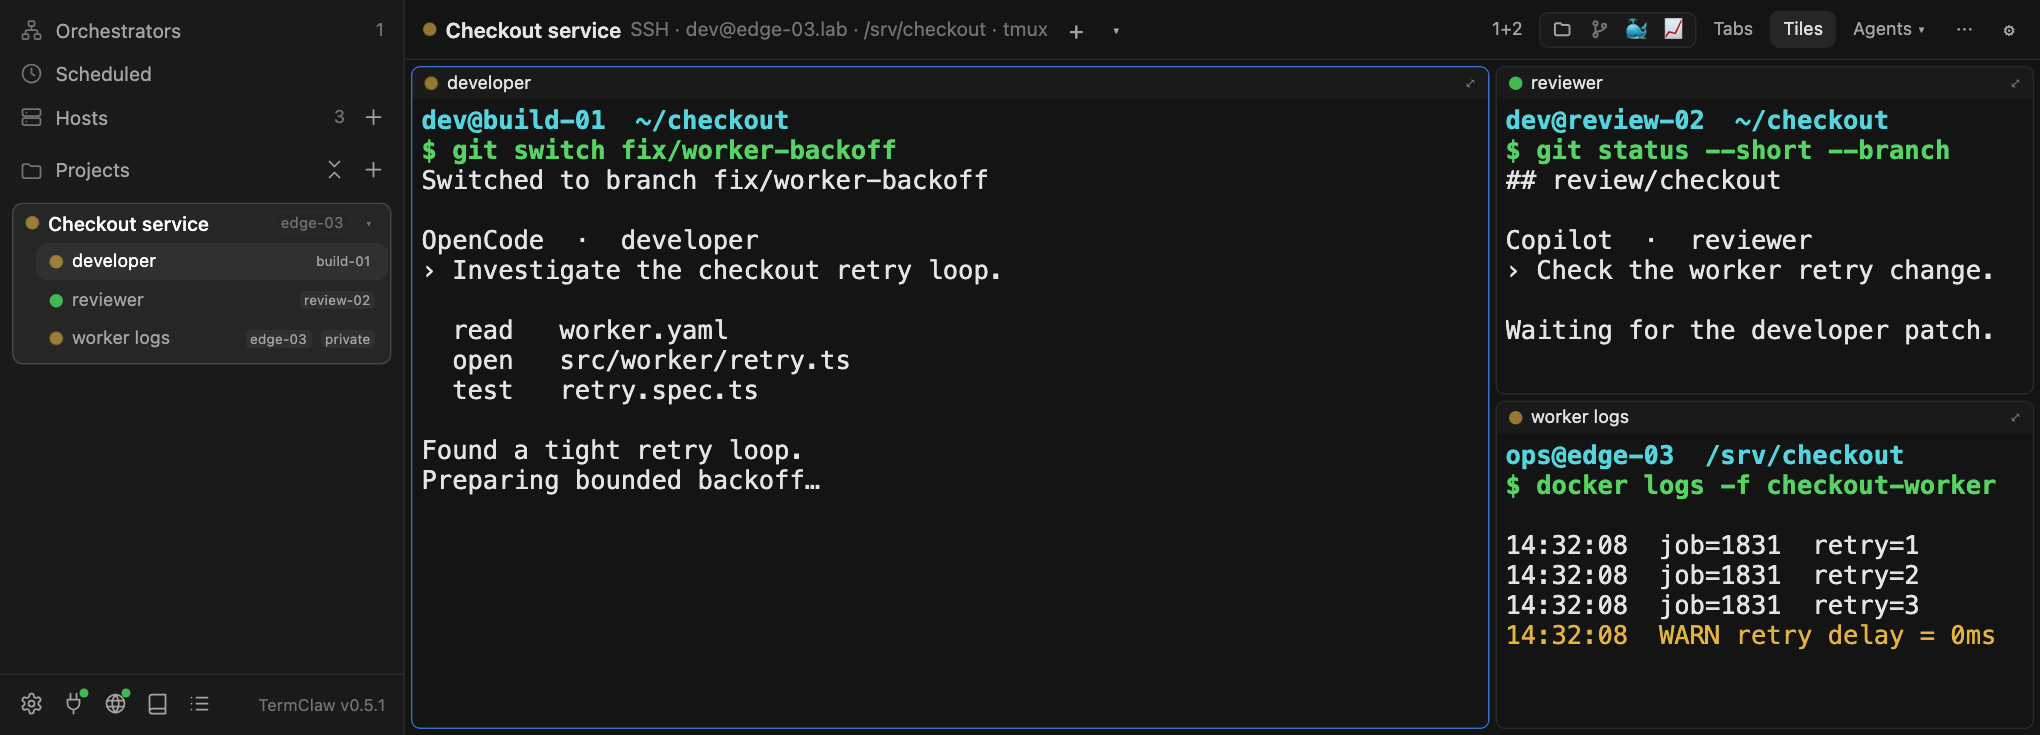 Orchestrators 1
Scheduled
Hosts 3 +
Projects +
Checkout service edge-03
developer build-01
reviewer review-02
worker logs edge-03 private
TermClaw v0.5.1
Checkout service SSH · dev@edge-03.lab · /srv/checkout · tmux +
1+2 Tabs Tiles Agents ···
developer
dev@build-01 ~/checkout
$ git switch fix/worker-backoff
Switched to branch fix/worker-backoff
OpenCode · developer
› Investigate the checkout retry loop.
read worker.yaml
open src/worker/retry.ts
test retry.spec.ts
Found a tight retry loop.
Preparing bounded backoff…
reviewer
dev@review-02 ~/checkout
$ git status --short --branch
## review/checkout
Copilot · reviewer
› Check the worker retry change.
Waiting for the developer patch.
worker logs
ops@edge-03 /srv/checkout
$ docker logs -f checkout-worker
14:32:08 job=1831 retry=1
14:32:08 job=1831 retry=2
14:32:08 job=1831 retry=3
14:32:08 WARN retry delay = 0ms